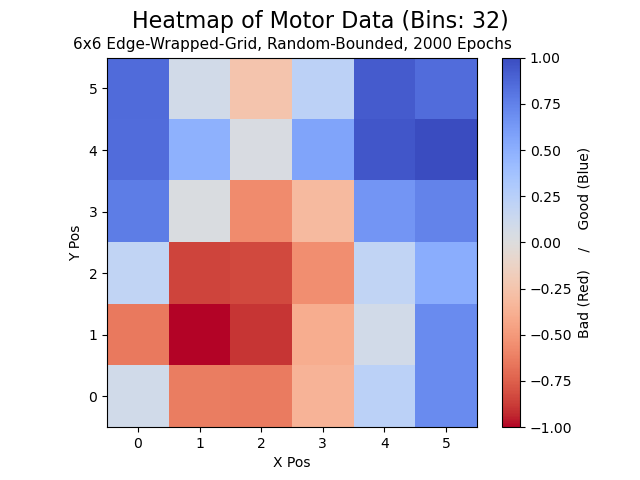 Heatmap of Motor Data (Bins: 32)
6x6 Edge-Wrapped-Grid, Random-Bounded, 2000 Epochs
5
4
3
2
1
0
Y Pos
0 1 2 3 4 5
X Pos
1.00
0.75
0.50
0.25
0.00
−0.25
−0.50
−0.75
−1.00
Bad (Red) / Good (Blue)